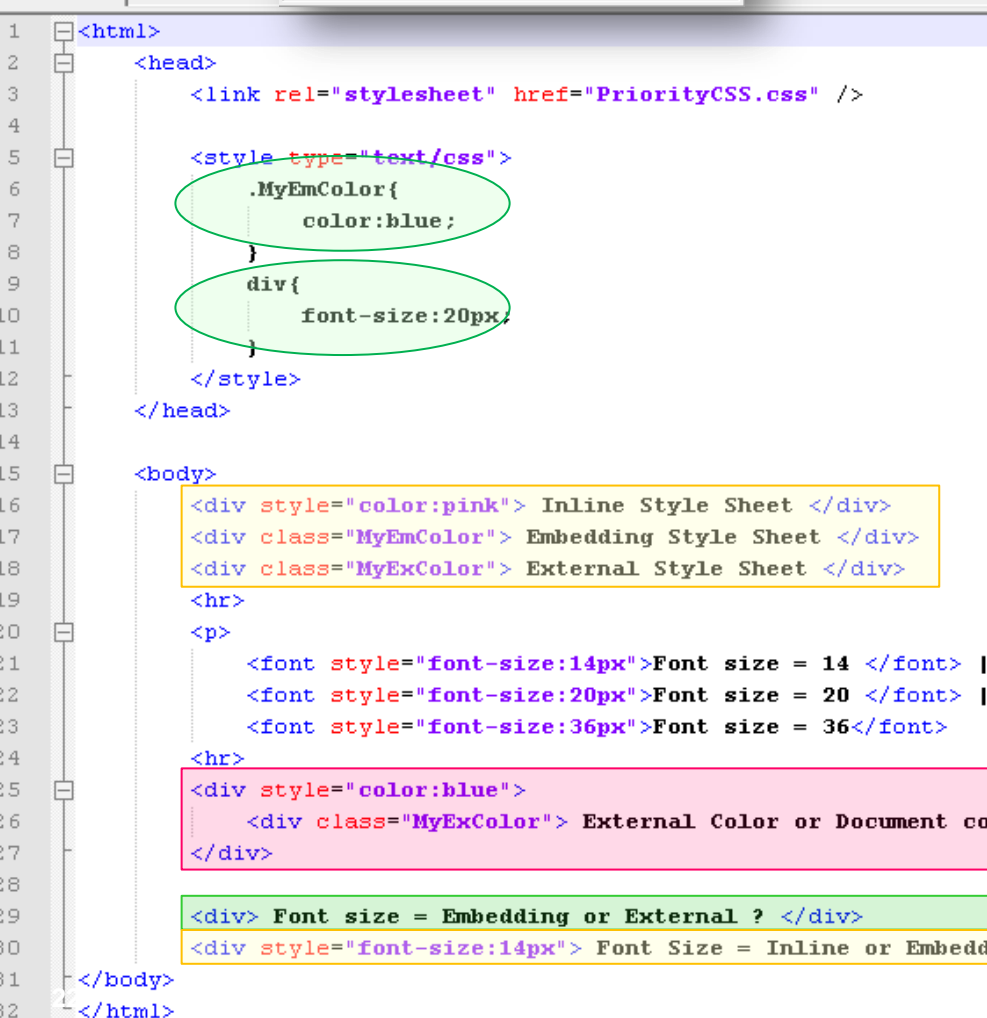 1 <html>
2 <head>
3 <link rel="stylesheet" href="PriorityCSS.css" />
4
5 <style type="text/css">
6 .MyEmColor{
7 color:blue;
8 }
9 div{
10 font-size:20px;
11 }
12 </style>
13 </head>
14
15 <body>
16 <div style="color:pink"> Inline Style Sheet </div>
17 <div class="MyEmColor"> Embedding Style Sheet </div>
18 <div class="MyExColor"> External Style Sheet </div>
19 <hr>
20 <p>
21 <font style="font-size:14px">Font size = 14 </font> |
22 <font style="font-size:20px">Font size = 20 </font> |
23 <font style="font-size:36px">Font size = 36</font>
24 <hr>
25 <div style="color:blue">
26 <div class="MyExColor"> External Color or Document co
27 </div>
28
29 <div> Font size = Embedding or External ? </div>
30 <div style="font-size:14px"> Font Size = Inline or Embedd
31 </body>
32 </html>